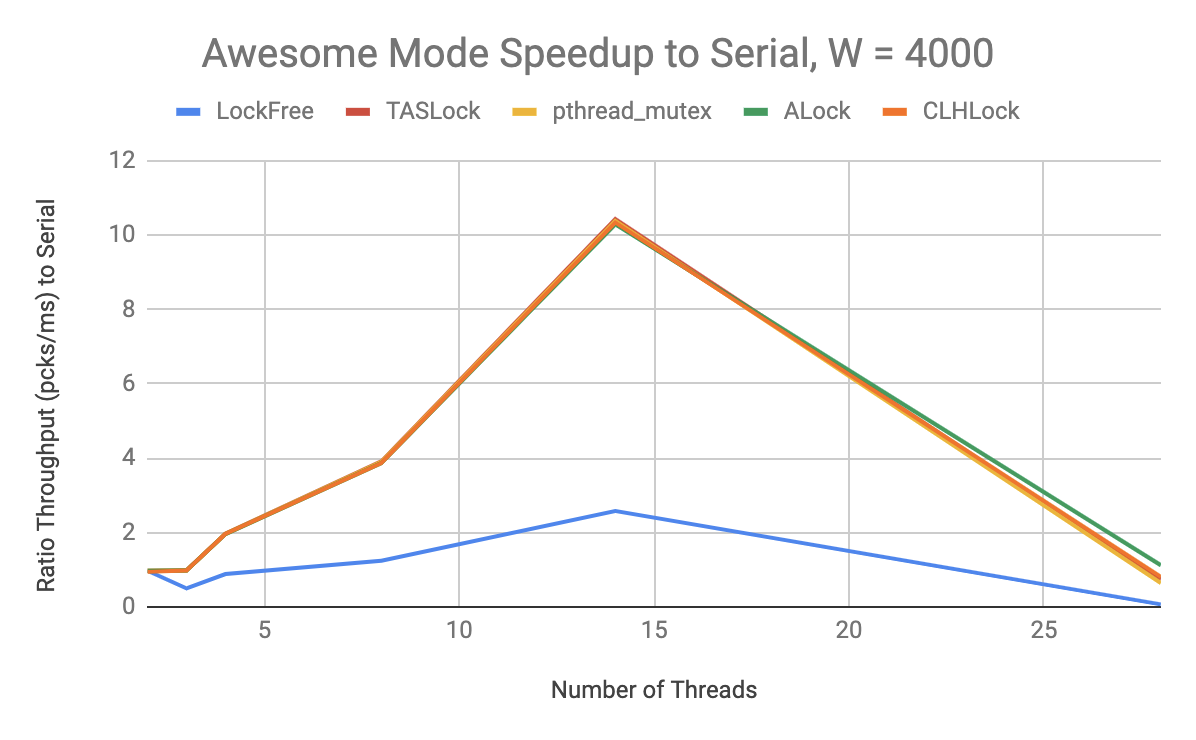 Awesome Mode Speedup to Serial, W = 4000
LockFree TASLock pthread_mutex ALock CLHLock
Ratio Throughput (pcks/ms) to Serial
12
10
8
6
4
2
0
5 10 15 20 25
Number of Threads